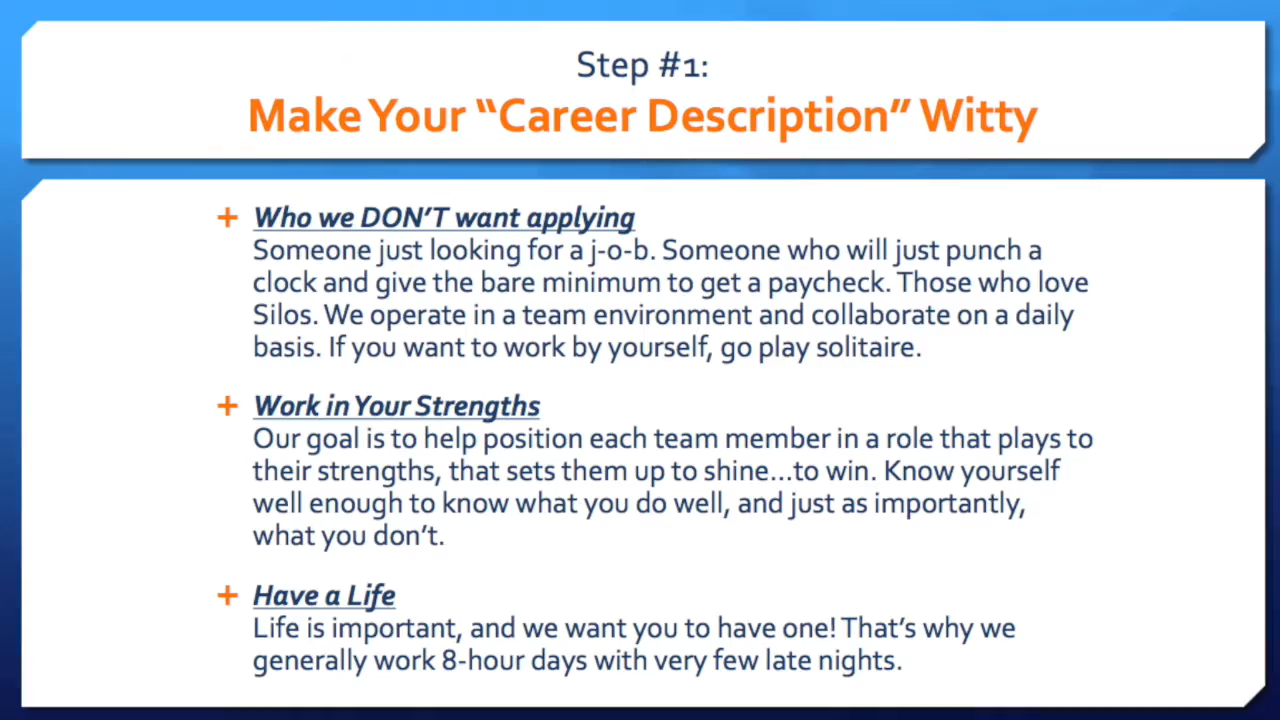 Step #1:
Make Your “Career Description” Witty
+ Who we DON’T want applying
Someone just looking for a j-o-b. Someone who will just punch a
clock and give the bare minimum to get a paycheck. Those who love
Silos. We operate in a team environment and collaborate on a daily
basis. If you want to work by yourself, go play solitaire.
+ Work in Your Strengths
Our goal is to help position each team member in a role that plays to
their strengths, that sets them up to shine...to win. Know yourself
well enough to know what you do well, and just as importantly,
what you don’t.
+ Have a Life
Life is important, and we want you to have one! That’s why we
generally work 8-hour days with very few late nights.